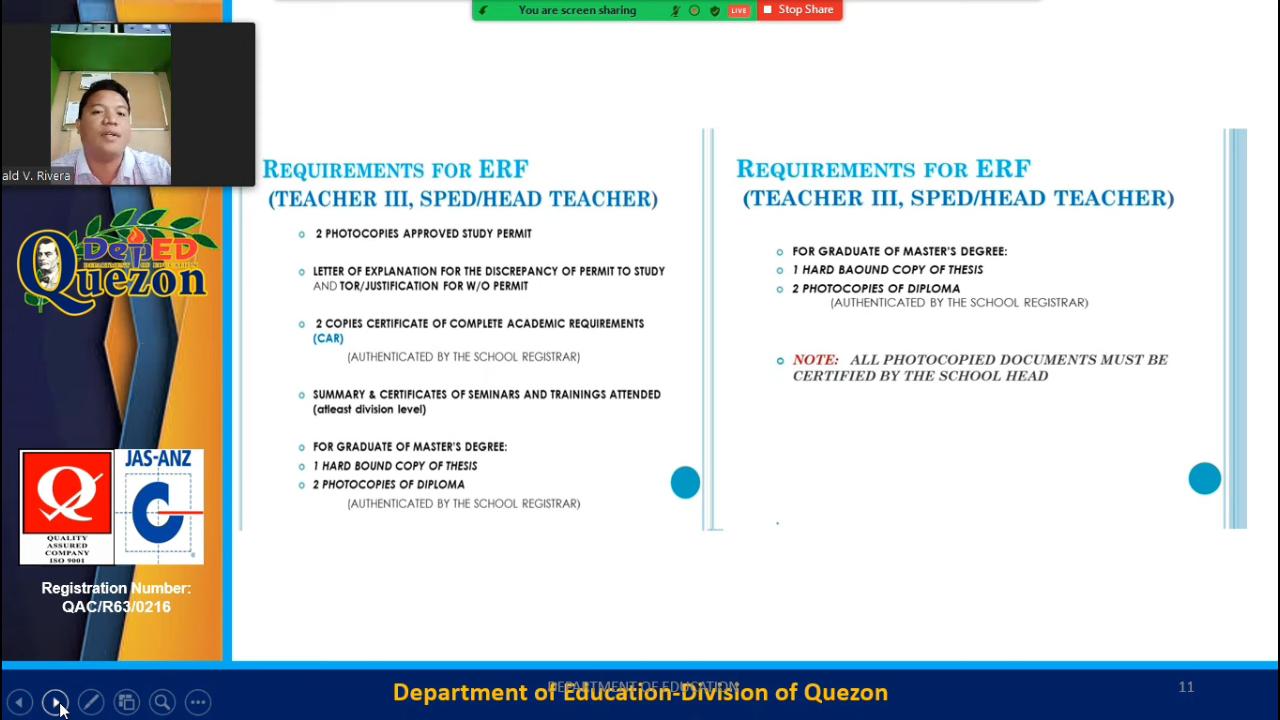 You are screen sharing
LIVE
Stop Share
ald V. Rivera
DepED
DEPARTMENT OF EDUCATION
Quezon
QUALITY
ASSURED
COMPANY
ISO 9001
JAS-ANZ
Registration Number:
QAC/R63/0216
REQUIREMENTS FOR ERF
(TEACHER III, SPED/HEAD TEACHER)
2 PHOTOCOPIES APPROVED STUDY PERMIT
LETTER OF EXPLANATION FOR THE DISCREPANCY OF PERMIT TO STUDY
AND TOR/JUSTIFICATION FOR W/O PERMIT
2 COPIES CERTIFICATE OF COMPLETE ACADEMIC REQUIREMENTS
(CAR)
(AUTHENTICATED BY THE SCHOOL REGISTRAR)
SUMMARY & CERTIFICATES OF SEMINARS AND TRAININGS ATTENDED
(atleast division level)
FOR GRADUATE OF MASTER'S DEGREE:
1 HARD BOUND COPY OF THESIS
2 PHOTOCOPIES OF DIPLOMA
(AUTHENTICATED BY THE SCHOOL REGISTRAR)
REQUIREMENTS FOR ERF
(TEACHER III, SPED/HEAD TEACHER)
FOR GRADUATE OF MASTER'S DEGREE:
1 HARD BAOUND COPY OF THESIS
2 PHOTOCOPIES OF DIPLOMA
(AUTHENTICATED BY THE SCHOOL REGISTRAR)
NOTE: ALL PHOTOCOPIED DOCUMENTS MUST BE
CERTIFIED BY THE SCHOOL HEAD
DEPARTMENT OF EDUCATION
Department of Education-Division of Quezon
11